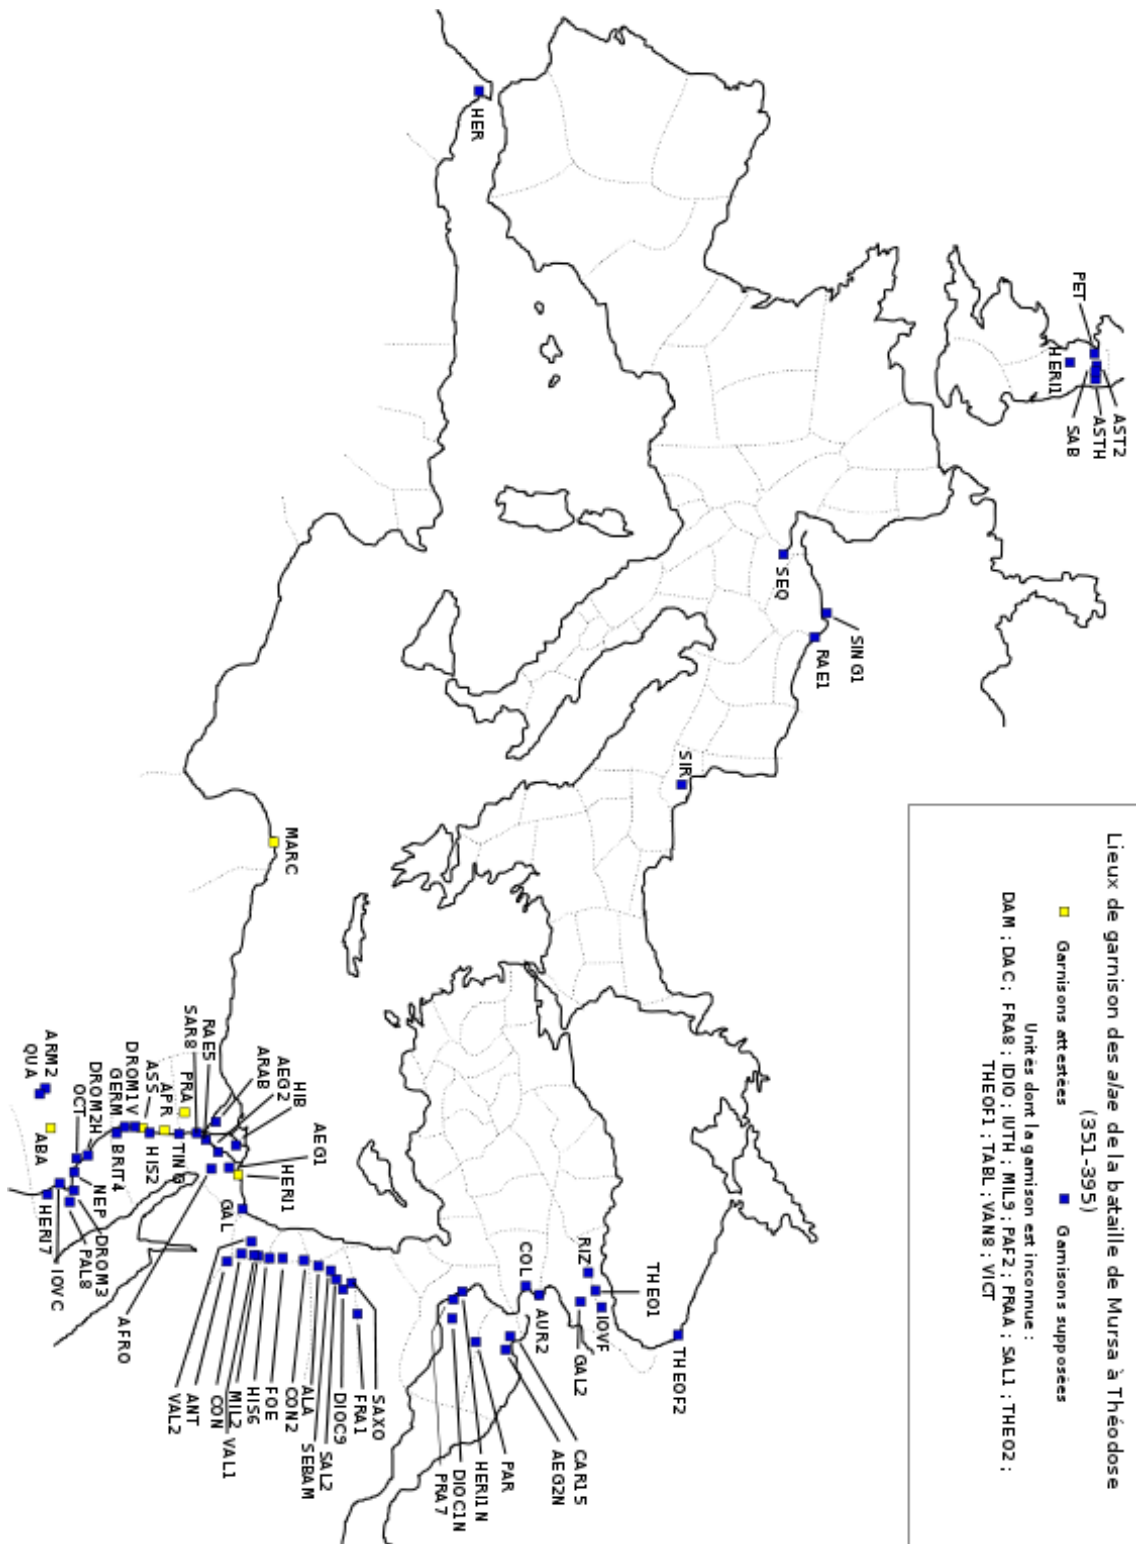 Lieux de garnison des alae de la bataille de Mursa à Théodose
(351-395)
Garnisons attestées
Garnisons supposées
Unités dont la garnison est inconnue :
DAM ; DAC ; FRA8 ; IDIO ; IUTH ; MIL9 ; PAF2 ; PRAA ; SAL1 ; THEO2 ;
THEOF1 ; TABL ; VAN8 ; VICT
AST2
ASTH
SAB
PET
HERI1
HER
SEQ
SING1
RAE1
SIR
MARC
THEOF2
THEO1
IOVF
RIZ
GAL2
COL
AUR2
CAR15
AEG2N
PAR
HERI1N
DIOC1N
PRA7
SAXO
FRA1
DIOC9
SAL2
SEBAM
ALA
CON2
FOE
HIS6
VAL1
MIL2
CON
ANT
VAL2
AFRO
GAL
HERI1
AEG1
HIB
AEG2
ARAB
RAE5
SAR8
PRA
APR
ASS
DROM1V
GERM
DROM2H
OCT
ARM2
QUA
ABA
TING
HIS2
BRIT4
NEP
DROM3
PAL8
IOVC
HERI7